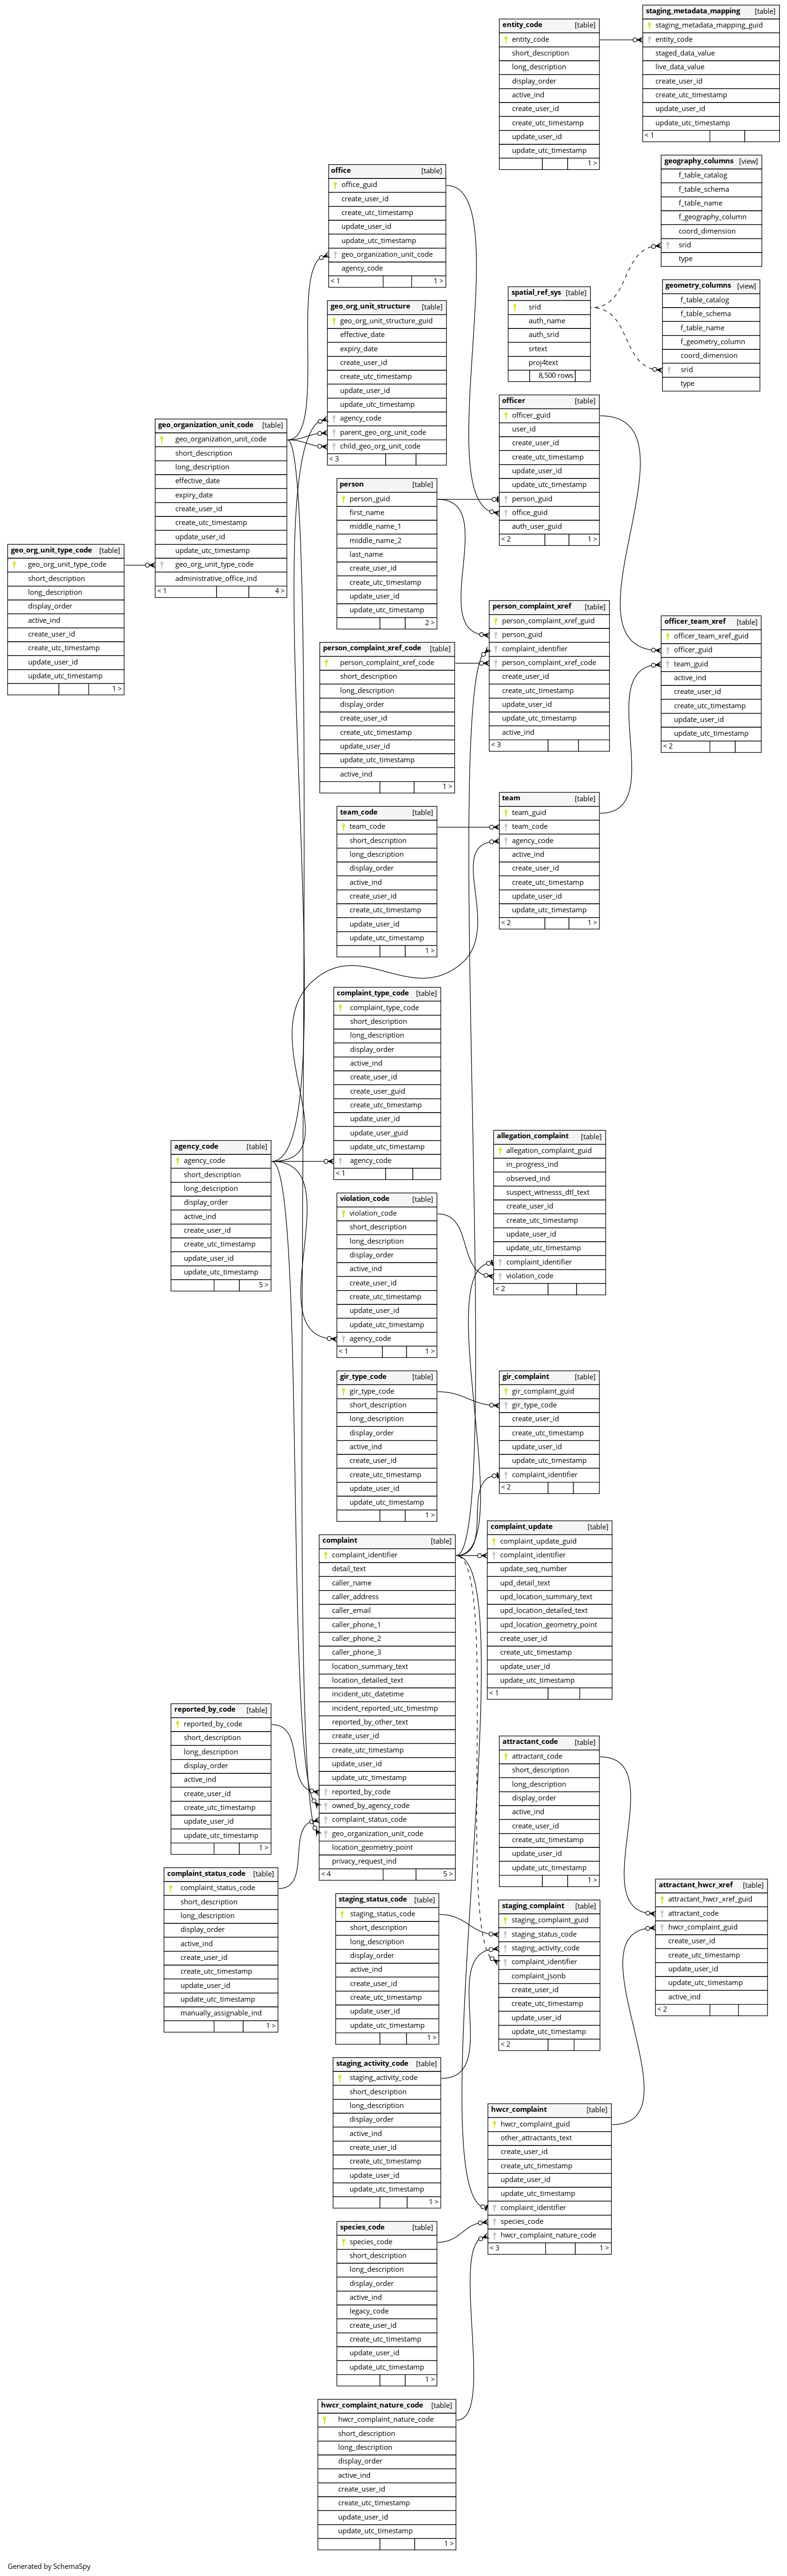 entity_code [table]
entity_code
short_description
long_description
display_order
active_ind
create_user_id
create_utc_timestamp
update_user_id
update_utc_timestamp
1 >
staging_metadata_mapping [table]
staging_metadata_mapping_guid
entity_code
staged_data_value
live_data_value
create_user_id
create_utc_timestamp
update_user_id
update_utc_timestamp
< 1
geography_columns [view]
f_table_catalog
f_table_schema
f_table_name
f_geography_column
coord_dimension
srid
type
geometry_columns [view]
f_table_catalog
f_table_schema
f_table_name
f_geometry_column
coord_dimension
srid
type
spatial_ref_sys [table]
srid
auth_name
auth_srid
srtext
proj4text
8,500 rows
office [table]
office_guid
create_user_id
create_utc_timestamp
update_user_id
update_utc_timestamp
geo_organization_unit_code
agency_code
< 1 1 >
geo_org_unit_structure [table]
geo_org_unit_structure_guid
effective_date
expiry_date
create_user_id
create_utc_timestamp
update_user_id
update_utc_timestamp
agency_code
parent_geo_org_unit_code
child_geo_org_unit_code
< 3
officer [table]
officer_guid
user_id
create_user_id
create_utc_timestamp
update_user_id
update_utc_timestamp
person_guid
office_guid
auth_user_guid
< 2 1 >
geo_organization_unit_code [table]
geo_organization_unit_code
short_description
long_description
effective_date
expiry_date
create_user_id
create_utc_timestamp
update_user_id
update_utc_timestamp
geo_org_unit_type_code
administrative_office_ind
< 1 4 >
geo_org_unit_type_code [table]
geo_org_unit_type_code
short_description
long_description
display_order
active_ind
create_user_id
create_utc_timestamp
update_user_id
update_utc_timestamp
1 >
person [table]
person_guid
first_name
middle_name_1
middle_name_2
last_name
create_user_id
create_utc_timestamp
update_user_id
update_utc_timestamp
2 >
person_complaint_xref [table]
person_complaint_xref_guid
person_guid
complaint_identifier
person_complaint_xref_code
create_user_id
create_utc_timestamp
update_user_id
update_utc_timestamp
active_ind
< 3
officer_team_xref [table]
officer_team_xref_guid
officer_guid
team_guid
active_ind
create_user_id
create_utc_timestamp
update_user_id
update_utc_timestamp
< 2
person_complaint_xref_code [table]
person_complaint_xref_code
short_description
long_description
display_order
create_user_id
create_utc_timestamp
update_user_id
update_utc_timestamp
active_ind
1 >
team_code [table]
team_code
short_description
long_description
display_order
active_ind
create_user_id
create_utc_timestamp
update_user_id
update_utc_timestamp
1 >
team [table]
team_guid
team_code
agency_code
active_ind
create_user_id
create_utc_timestamp
update_user_id
update_utc_timestamp
< 2 1 >
complaint_type_code [table]
complaint_type_code
short_description
long_description
display_order
active_ind
create_user_id
create_user_guid
create_utc_timestamp
update_user_id
update_user_guid
update_utc_timestamp
agency_code
< 1
agency_code [table]
agency_code
short_description
long_description
display_order
active_ind
create_user_id
create_utc_timestamp
update_user_id
update_utc_timestamp
5 >
allegation_complaint [table]
allegation_complaint_guid
in_progress_ind
observed_ind
suspect_witnesss_dtl_text
create_user_id
create_utc_timestamp
update_user_id
update_utc_timestamp
complaint_identifier
violation_code
< 2
violation_code [table]
violation_code
short_description
long_description
display_order
active_ind
create_user_id
create_utc_timestamp
update_user_id
update_utc_timestamp
agency_code
< 1 1 >
gir_type_code [table]
gir_type_code
short_description
long_description
display_order
active_ind
create_user_id
create_utc_timestamp
update_user_id
update_utc_timestamp
1 >
gir_complaint [table]
gir_complaint_guid
gir_type_code
create_user_id
create_utc_timestamp
update_user_id
update_utc_timestamp
complaint_identifier
< 2
complaint [table]
complaint_identifier
detail_text
caller_name
caller_address
caller_email
caller_phone_1
caller_phone_2
caller_phone_3
location_summary_text
location_detailed_text
incident_utc_datetime
incident_reported_utc_timestmp
reported_by_other_text
create_user_id
create_utc_timestamp
update_user_id
update_utc_timestamp
reported_by_code
owned_by_agency_code
complaint_status_code
geo_organization_unit_code
location_geometry_point
privacy_request_ind
< 4 5 >
complaint_update [table]
complaint_update_guid
complaint_identifier
update_seq_number
upd_detail_text
upd_location_summary_text
upd_location_detailed_text
upd_location_geometry_point
create_user_id
create_utc_timestamp
update_user_id
update_utc_timestamp
< 1
reported_by_code [table]
reported_by_code
short_description
long_description
display_order
active_ind
create_user_id
create_utc_timestamp
update_user_id
update_utc_timestamp
1 >
attractant_code [table]
attractant_code
short_description
long_description
display_order
active_ind
create_user_id
create_utc_timestamp
update_user_id
update_utc_timestamp
1 >
complaint_status_code [table]
complaint_status_code
short_description
long_description
display_order
active_ind
create_user_id
create_utc_timestamp
update_user_id
update_utc_timestamp
manually_assignable_ind
1 >
attractant_hwcr_xref [table]
attractant_hwcr_xref_guid
attractant_code
hwcr_complaint_guid
create_user_id
create_utc_timestamp
update_user_id
update_utc_timestamp
active_ind
< 2
staging_status_code [table]
staging_status_code
short_description
long_description
display_order
active_ind
create_user_id
create_utc_timestamp
update_user_id
update_utc_timestamp
1 >
staging_complaint [table]
staging_complaint_guid
staging_status_code
staging_activity_code
complaint_identifier
complaint_jsonb
create_user_id
create_utc_timestamp
update_user_id
update_utc_timestamp
< 2
staging_activity_code [table]
staging_activity_code
short_description
long_description
display_order
active_ind
create_user_id
create_utc_timestamp
update_user_id
update_utc_timestamp
1 >
hwcr_complaint [table]
hwcr_complaint_guid
other_attractants_text
create_user_id
create_utc_timestamp
update_user_id
update_utc_timestamp
complaint_identifier
species_code
hwcr_complaint_nature_code
< 3 1 >
species_code [table]
species_code
short_description
long_description
display_order
active_ind
legacy_code
create_user_id
create_utc_timestamp
update_user_id
update_utc_timestamp
1 >
hwcr_complaint_nature_code [table]
hwcr_complaint_nature_code
short_description
long_description
display_order
active_ind
create_user_id
create_utc_timestamp
update_user_id
update_utc_timestamp
1 >
Generated by SchemaSpy